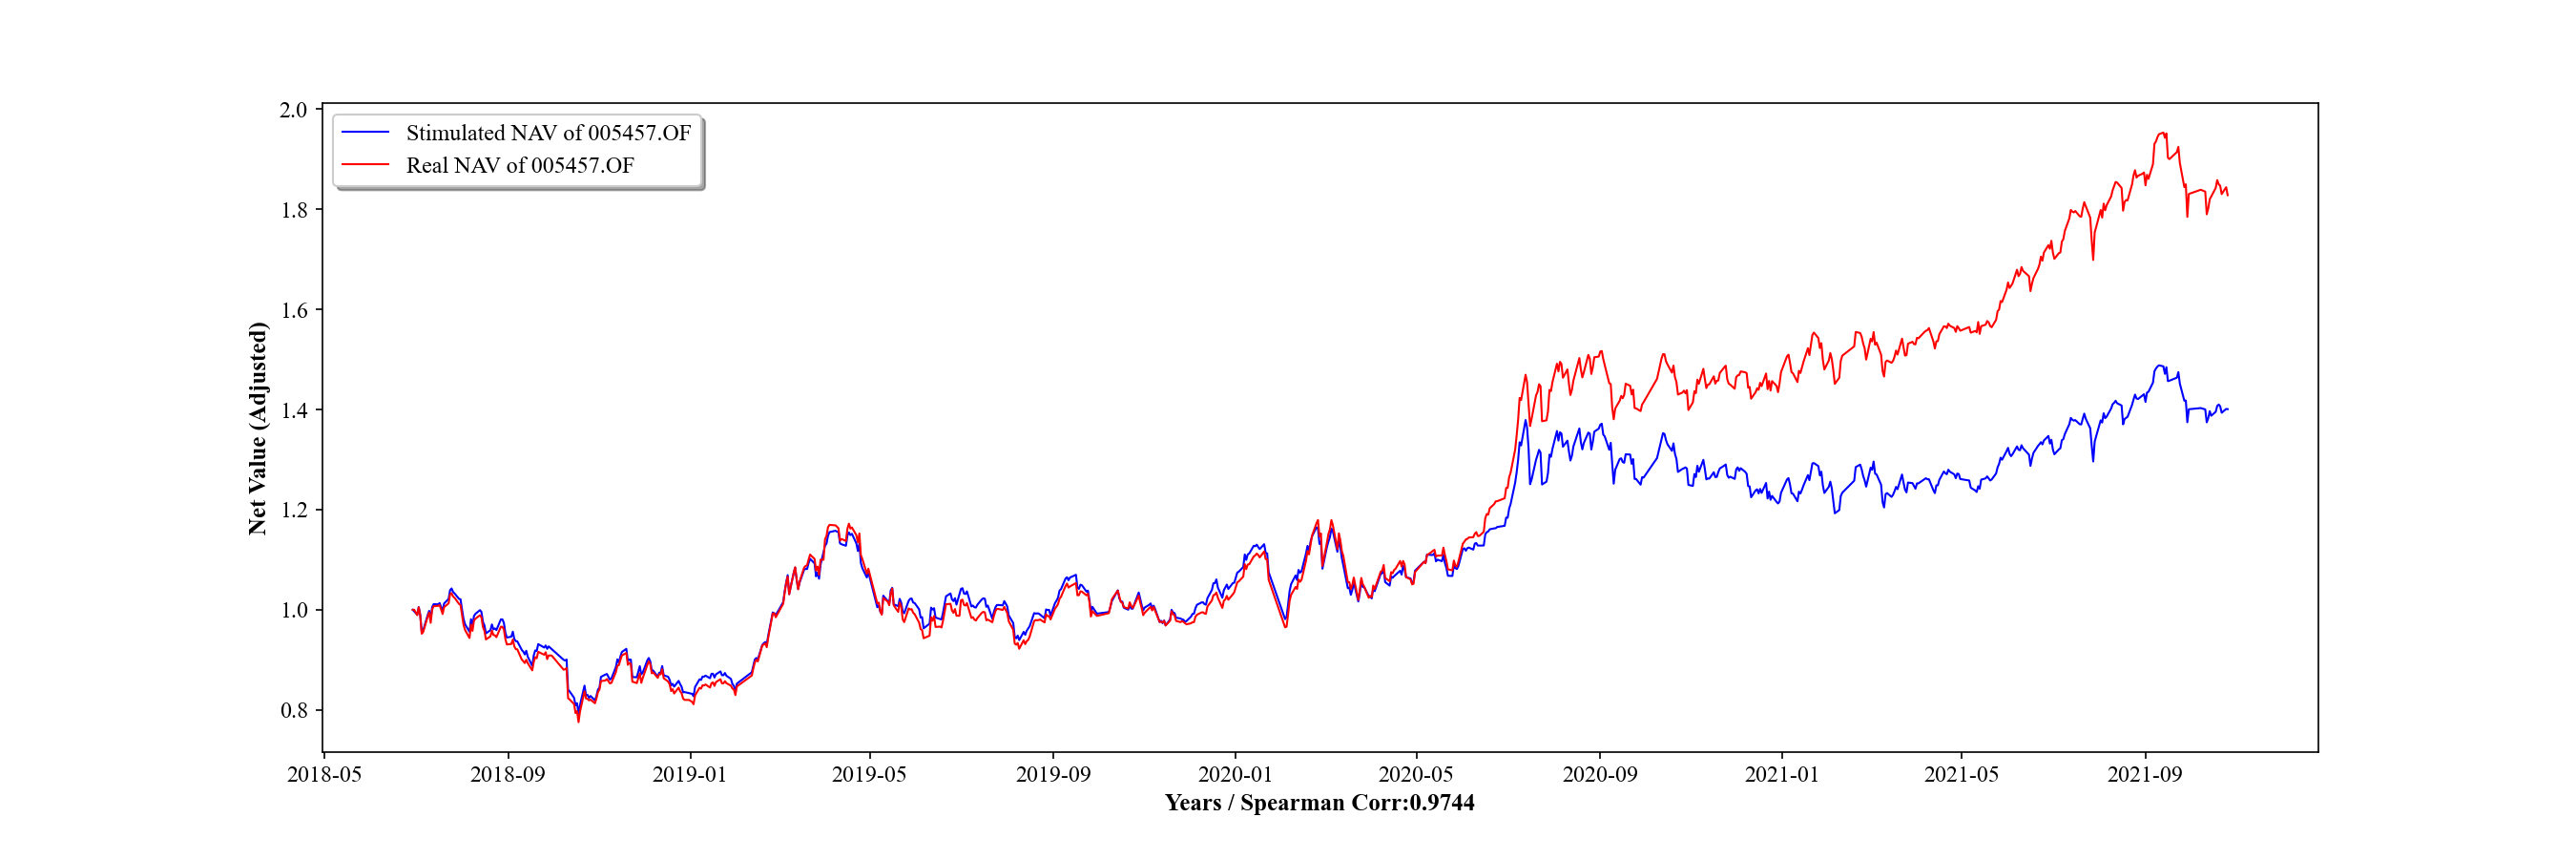 Stimulated NAV of 005457.OF
Real NAV of 005457.OF
Net Value (Adjusted)
2.0
1.8
1.6
1.4
1.2
1.0
0.8
2018-05 2018-09 2019-01 2019-05 2019-09 2020-01 2020-05 2020-09 2021-01 2021-05 2021-09
Years / Spearman Corr:0.9744